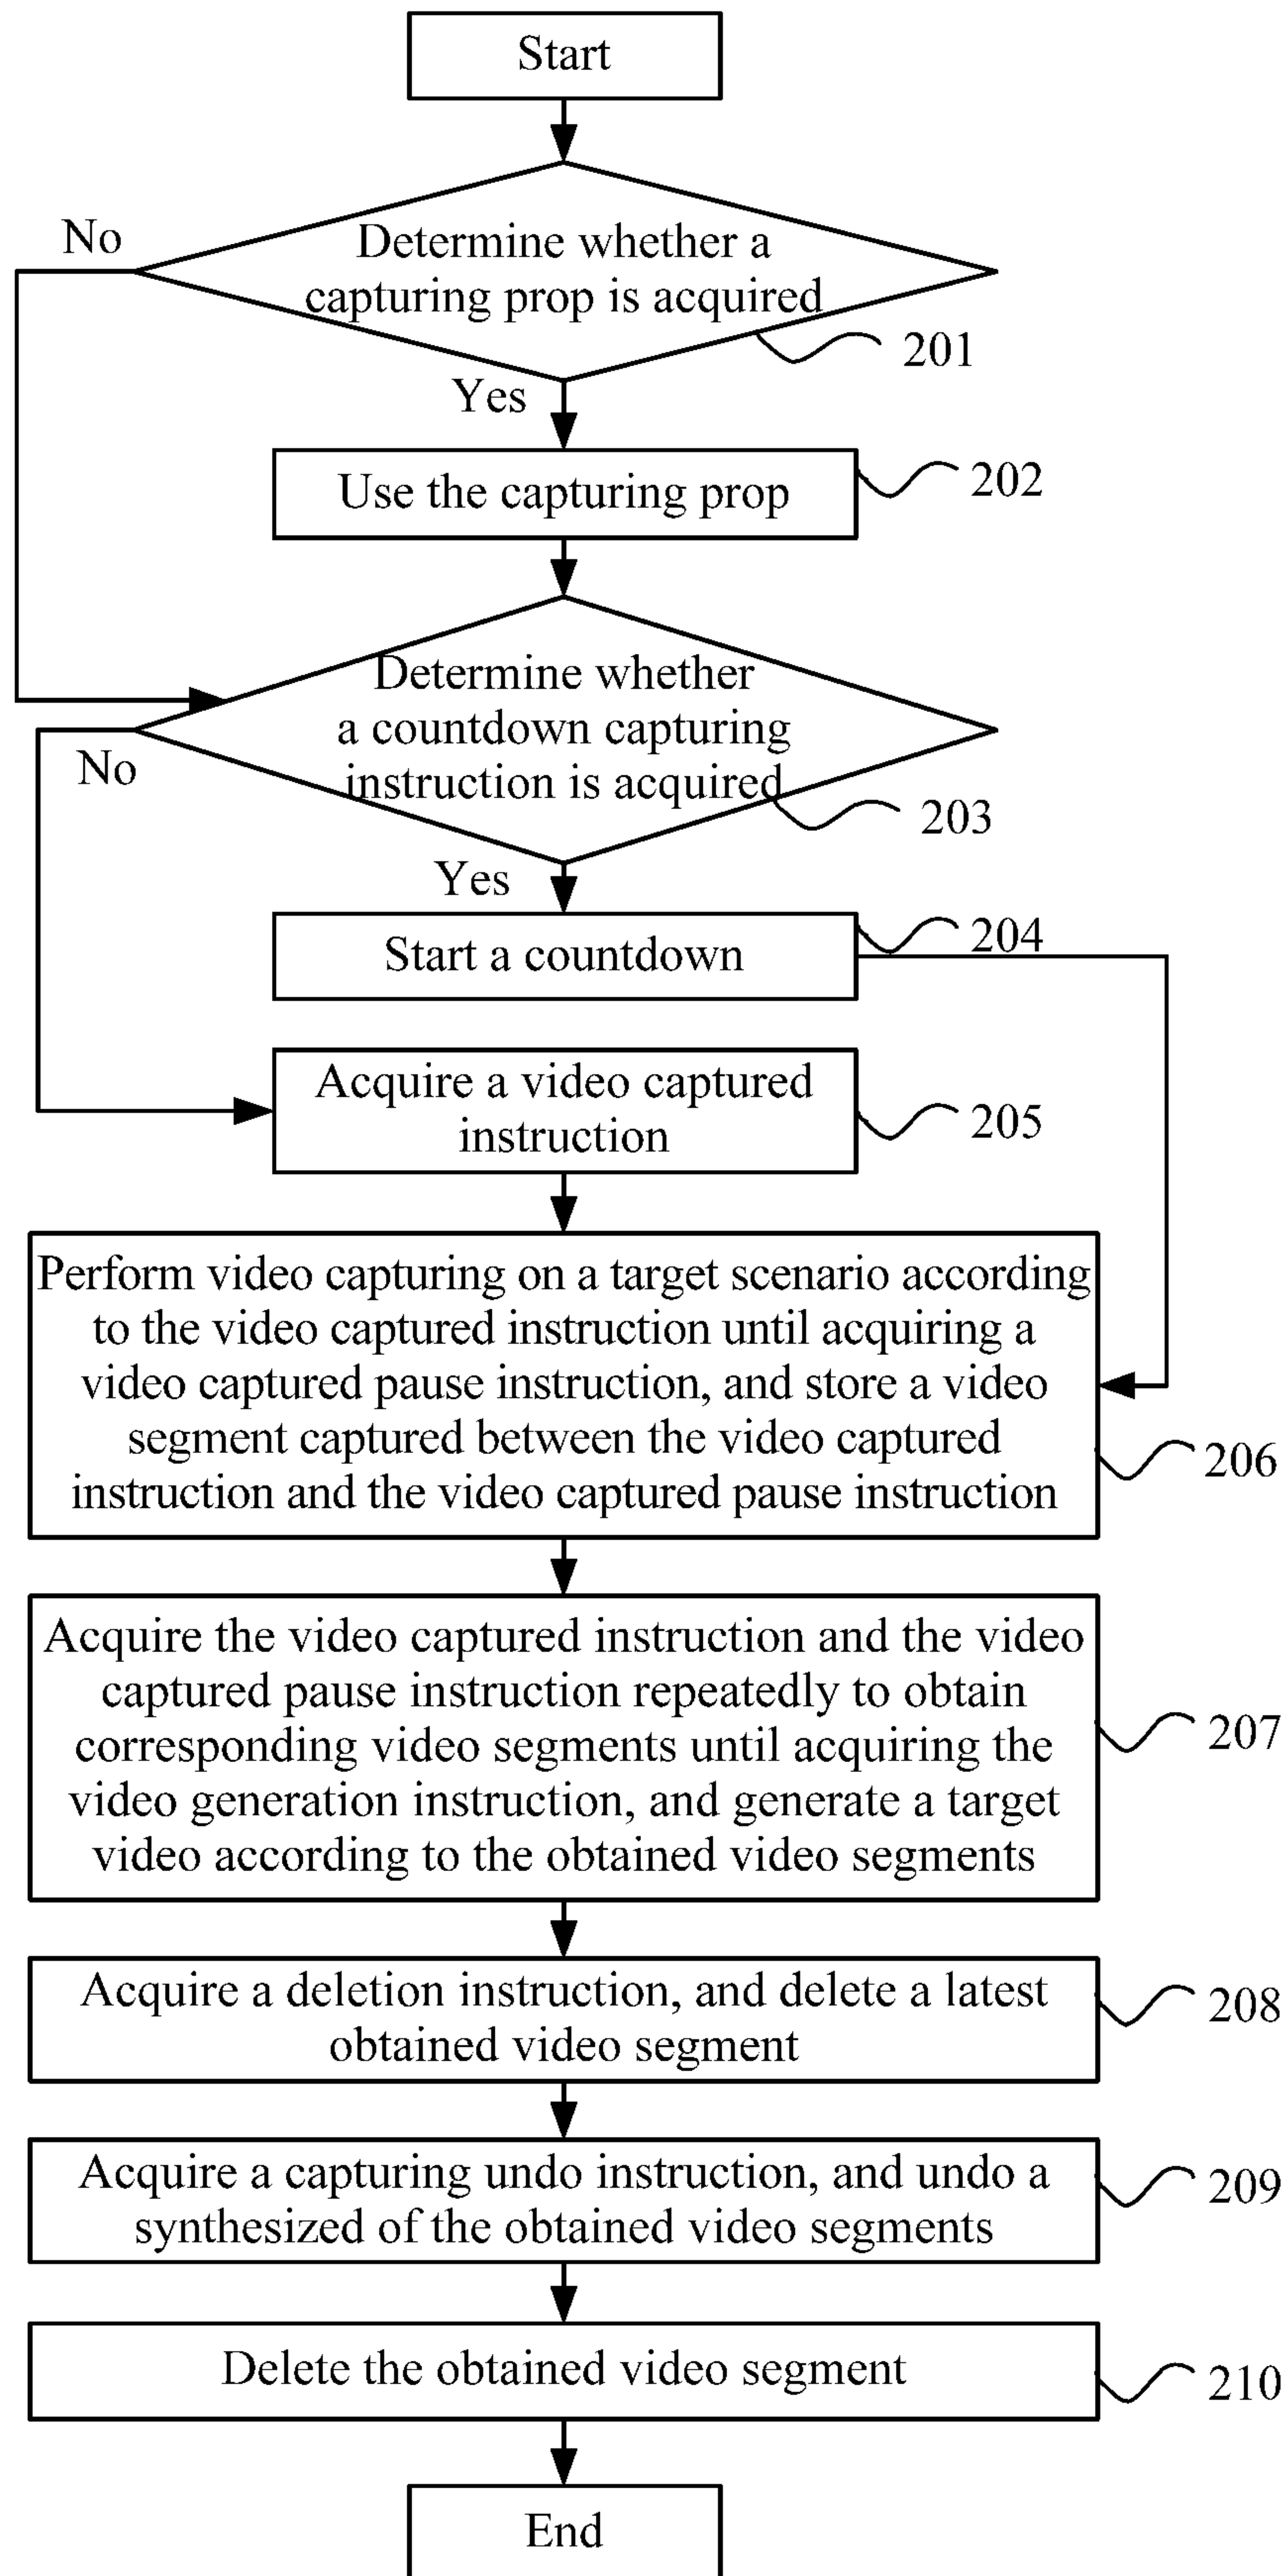 Start
No
Determine whether a
capturing prop is acquired
201
Yes
Use the capturing prop
202
Determine whether
a countdown capturing
instruction is acquired
No
203
Yes
Start a countdown
204
Acquire a video captured
instruction
205
Perform video capturing on a target scenario according
to the video captured instruction until acquiring a
video captured pause instruction, and store a video
segment captured between the video captured
instruction and the video captured pause instruction
206
Acquire the video captured instruction and the video
captured pause instruction repeatedly to obtain
corresponding video segments until acquiring the
video generation instruction, and generate a target
video according to the obtained video segments
207
Acquire a deletion instruction, and delete a latest
obtained video segment
208
Acquire a capturing undo instruction, and undo a
synthesized of the obtained video segments
209
Delete the obtained video segment
210
End